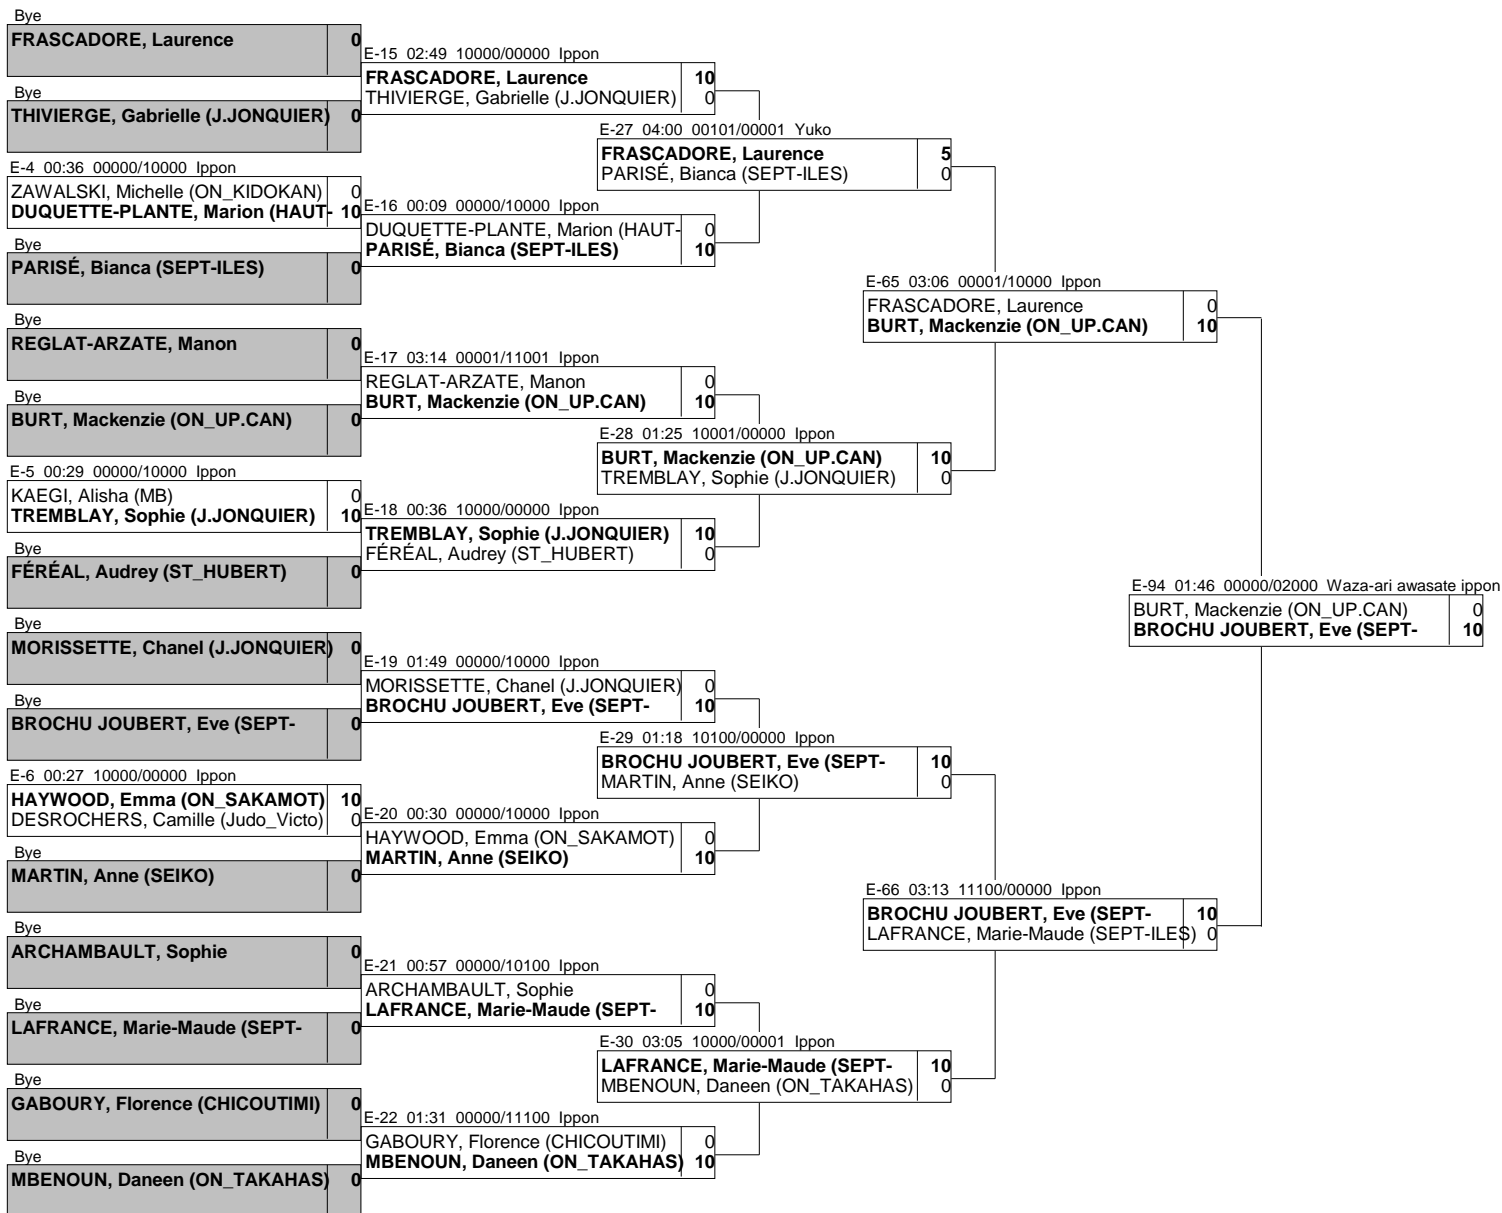 Bye
FRASCADORE, Laurence 0
Bye
THIVIERGE, Gabrielle (J.JONQUIER) 0
E-4 00:36 00000/10000 Ippon
ZAWALSKI, Michelle (ON_KIDOKAN) 0
DUQUETTE-PLANTE, Marion (HAUT- 10
Bye
PARISÉ, Bianca (SEPT-ILES) 0
Bye
REGLAT-ARZATE, Manon 0
Bye
BURT, Mackenzie (ON_UP.CAN) 0
E-5 00:29 00000/10000 Ippon
KAEGI, Alisha (MB) 0
TREMBLAY, Sophie (J.JONQUIER) 10
Bye
FÉRÉAL, Audrey (ST_HUBERT) 0
Bye
MORISSETTE, Chanel (J.JONQUIER) 0
Bye
BROCHU JOUBERT, Eve (SEPT- 0
E-6 00:27 10000/00000 Ippon
HAYWOOD, Emma (ON_SAKAMOT) 10
DESROCHERS, Camille (Judo_Victo) 0
Bye
MARTIN, Anne (SEIKO) 0
Bye
ARCHAMBAULT, Sophie 0
Bye
LAFRANCE, Marie-Maude (SEPT- 0
Bye
GABOURY, Florence (CHICOUTIMI) 0
Bye
MBENOUN, Daneen (ON_TAKAHAS) 0
E-15 02:49 10000/00000 Ippon
FRASCADORE, Laurence 10
THIVIERGE, Gabrielle (J.JONQUIER) 0
E-16 00:09 00000/10000 Ippon
DUQUETTE-PLANTE, Marion (HAUT- 0
PARISÉ, Bianca (SEPT-ILES) 10
E-17 03:14 00001/11001 Ippon
REGLAT-ARZATE, Manon 0
BURT, Mackenzie (ON_UP.CAN) 10
E-18 00:36 10000/00000 Ippon
TREMBLAY, Sophie (J.JONQUIER) 10
FÉRÉAL, Audrey (ST_HUBERT) 0
E-19 01:49 00000/10000 Ippon
MORISSETTE, Chanel (J.JONQUIER) 0
BROCHU JOUBERT, Eve (SEPT- 10
E-20 00:30 00000/10000 Ippon
HAYWOOD, Emma (ON_SAKAMOT) 0
MARTIN, Anne (SEIKO) 10
E-21 00:57 00000/10100 Ippon
ARCHAMBAULT, Sophie 0
LAFRANCE, Marie-Maude (SEPT- 10
E-22 01:31 00000/11100 Ippon
GABOURY, Florence (CHICOUTIMI) 0
MBENOUN, Daneen (ON_TAKAHAS) 10
E-27 04:00 00101/00001 Yuko
FRASCADORE, Laurence 5
PARISÉ, Bianca (SEPT-ILES) 0
E-28 01:25 10001/00000 Ippon
BURT, Mackenzie (ON_UP.CAN) 10
TREMBLAY, Sophie (J.JONQUIER) 0
E-29 01:18 10100/00000 Ippon
BROCHU JOUBERT, Eve (SEPT- 10
MARTIN, Anne (SEIKO) 0
E-30 03:05 10000/00001 Ippon
LAFRANCE, Marie-Maude (SEPT- 10
MBENOUN, Daneen (ON_TAKAHAS) 0
E-65 03:06 00001/10000 Ippon
FRASCADORE, Laurence 0
BURT, Mackenzie (ON_UP.CAN) 10
E-66 03:13 11100/00000 Ippon
BROCHU JOUBERT, Eve (SEPT- 10
LAFRANCE, Marie-Maude (SEPT-ILES) 0
E-94 01:46 00000/02000 Waza-ari awasate ippon
BURT, Mackenzie (ON_UP.CAN) 0
BROCHU JOUBERT, Eve (SEPT- 10